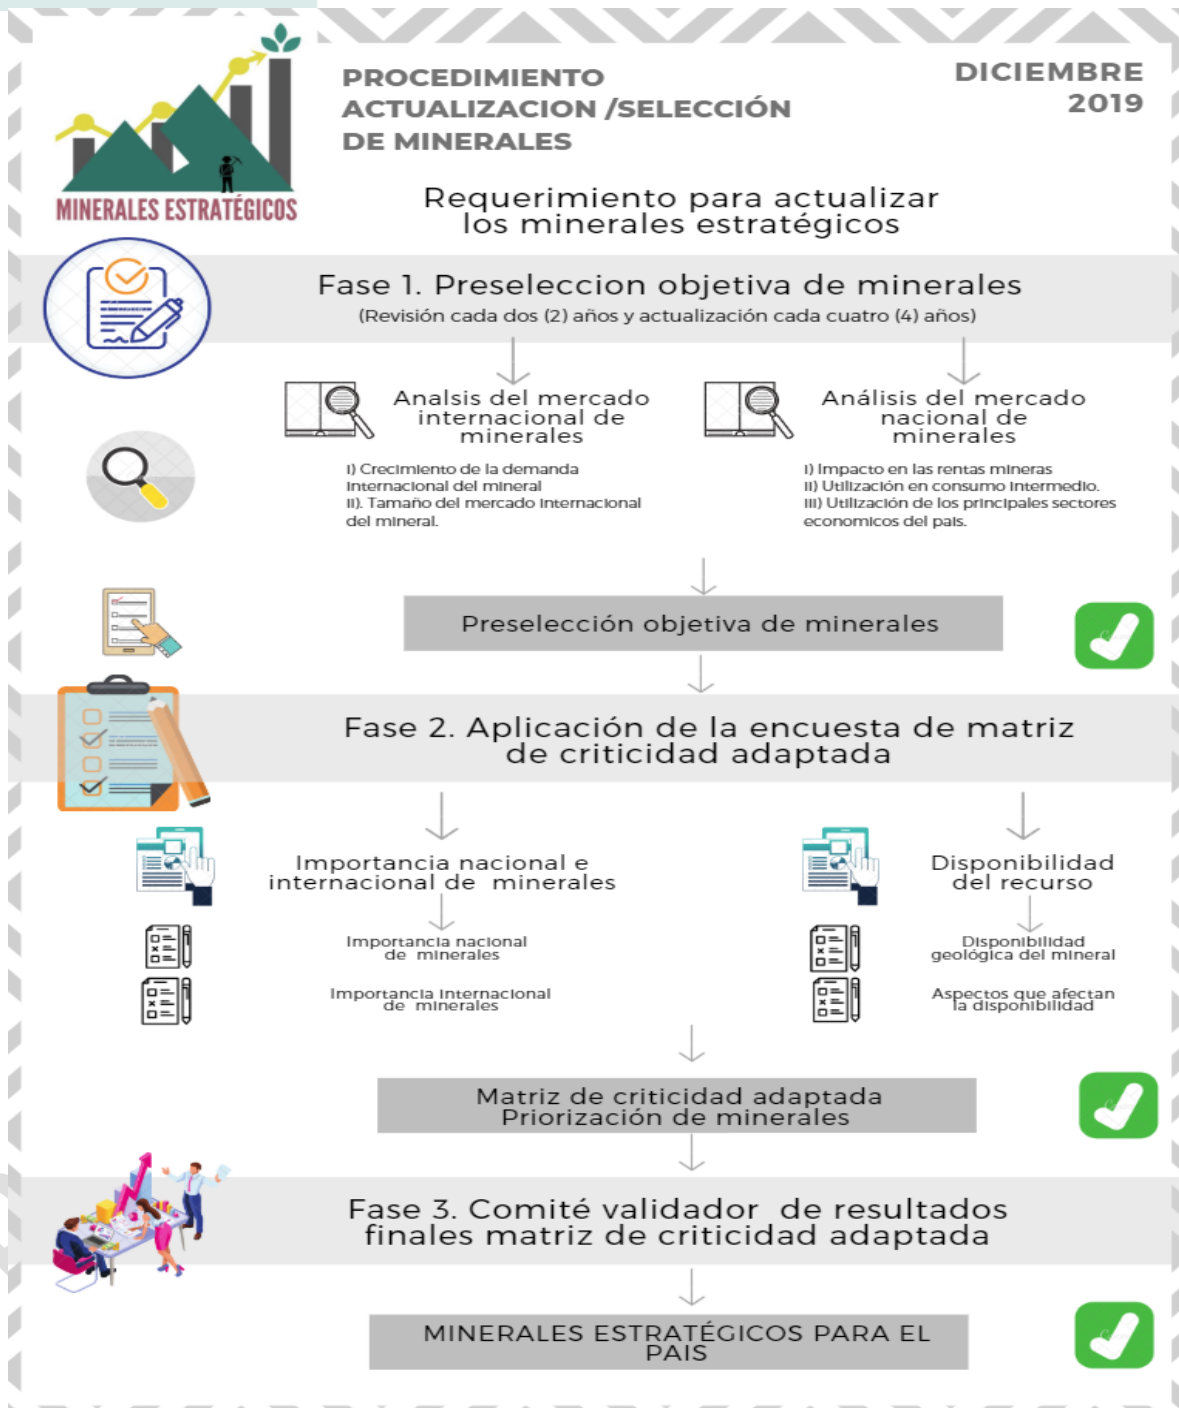 PROCEDIMIENTO
ACTUALIZACION /SELECCIÓN
DE MINERALES
DICIEMBRE
2019
MINERALES ESTRATÉGICOS
Requerimiento para actualizar
los minerales estratégicos
Fase 1. Preseleccion objetiva de minerales
(Revisión cada dos (2) años y actualización cada cuatro (4) años)
Analsis del mercado
internacional de
minerales
I) Crecimiento de la demanda
internacional del mineral
II). Tamaño del mercado internacional
del mineral.
Análisis del mercado
nacional de
minerales
I) Impacto en las rentas mineras
II) Utilización en consumo intermedio.
III) Utilización de los principales sectores
economicos del pais.
Preselección objetiva de minerales
Fase 2. Aplicación de la encuesta de matriz
de criticidad adaptada
Importancia nacional e
internacional de minerales
Importancia nacional
de minerales
Importancia internacional
de minerales
Disponibilidad
del recurso
Disponibilidad
geológica del mineral
Aspectos que afectan
la disponibilidad
Matriz de criticidad adaptada
Priorización de minerales
Fase 3. Comité validador de resultados
finales matriz de criticidad adaptada
MINERALES ESTRATÉGICOS PARA EL
PAIS